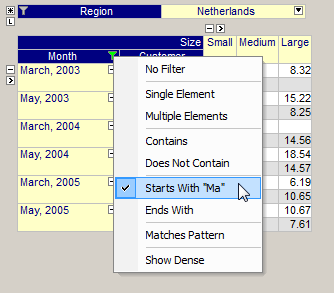 * Region Netherlands
L
Size Small Medium Large
Month Customer
March, 2003 8.32
May, 2003 15.22
8.25
March, 2004
14.56
May, 2004 18.54
14.57
March, 2005 6.19
10.65
May, 2005 10.67
7.61
No Filter
Single Element
Multiple Elements
Contains
Does Not Contain
Starts With "Ma"
Ends With
Matches Pattern
Show Dense